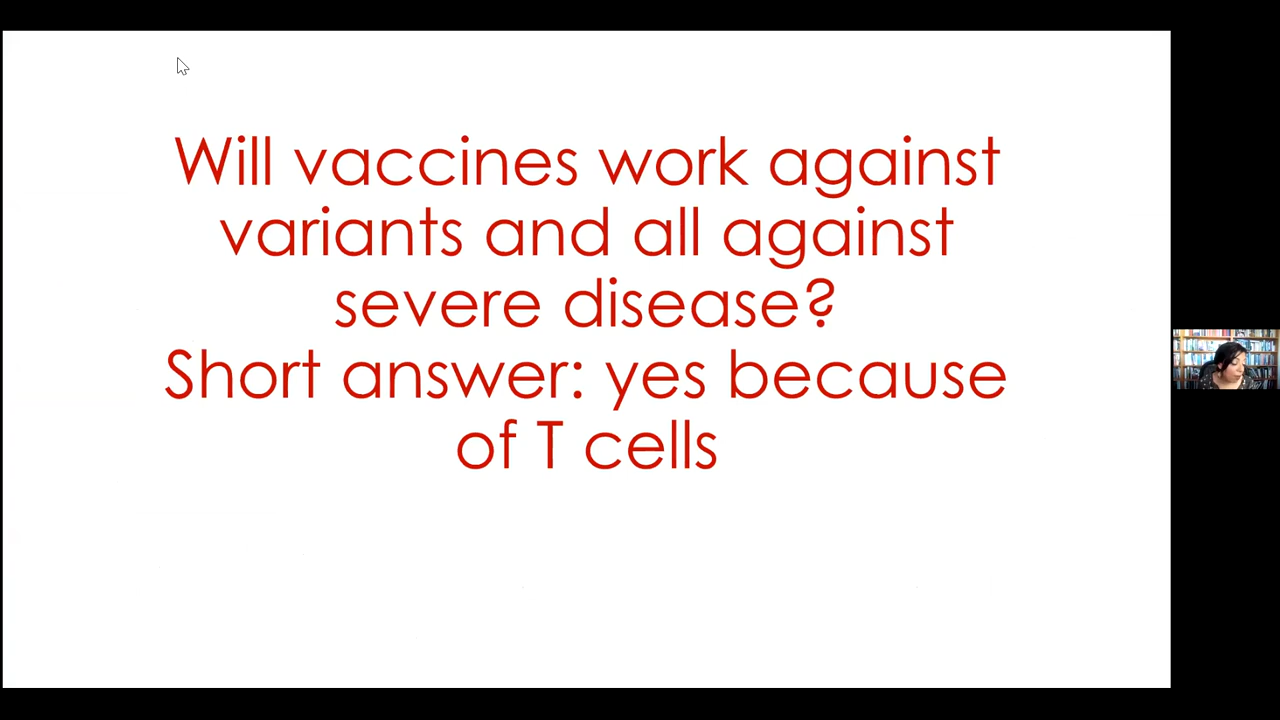 Will vaccines work against
variants and all against
severe disease?
Short answer: yes because
of T cells